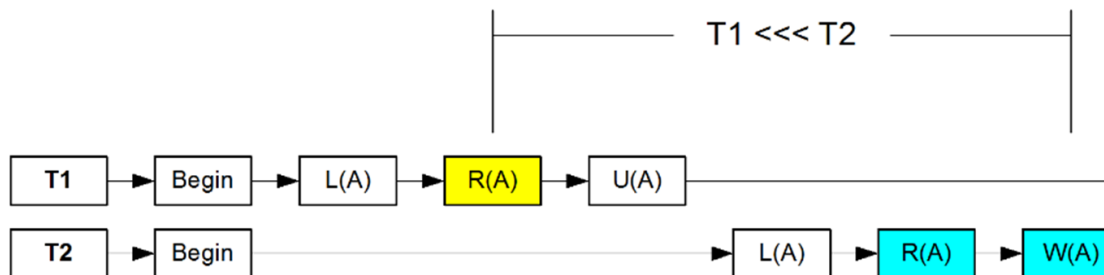 T1 <<< T2
T1 Begin L(A) R(A) U(A)
T2 Begin L(A) R(A) W(A)